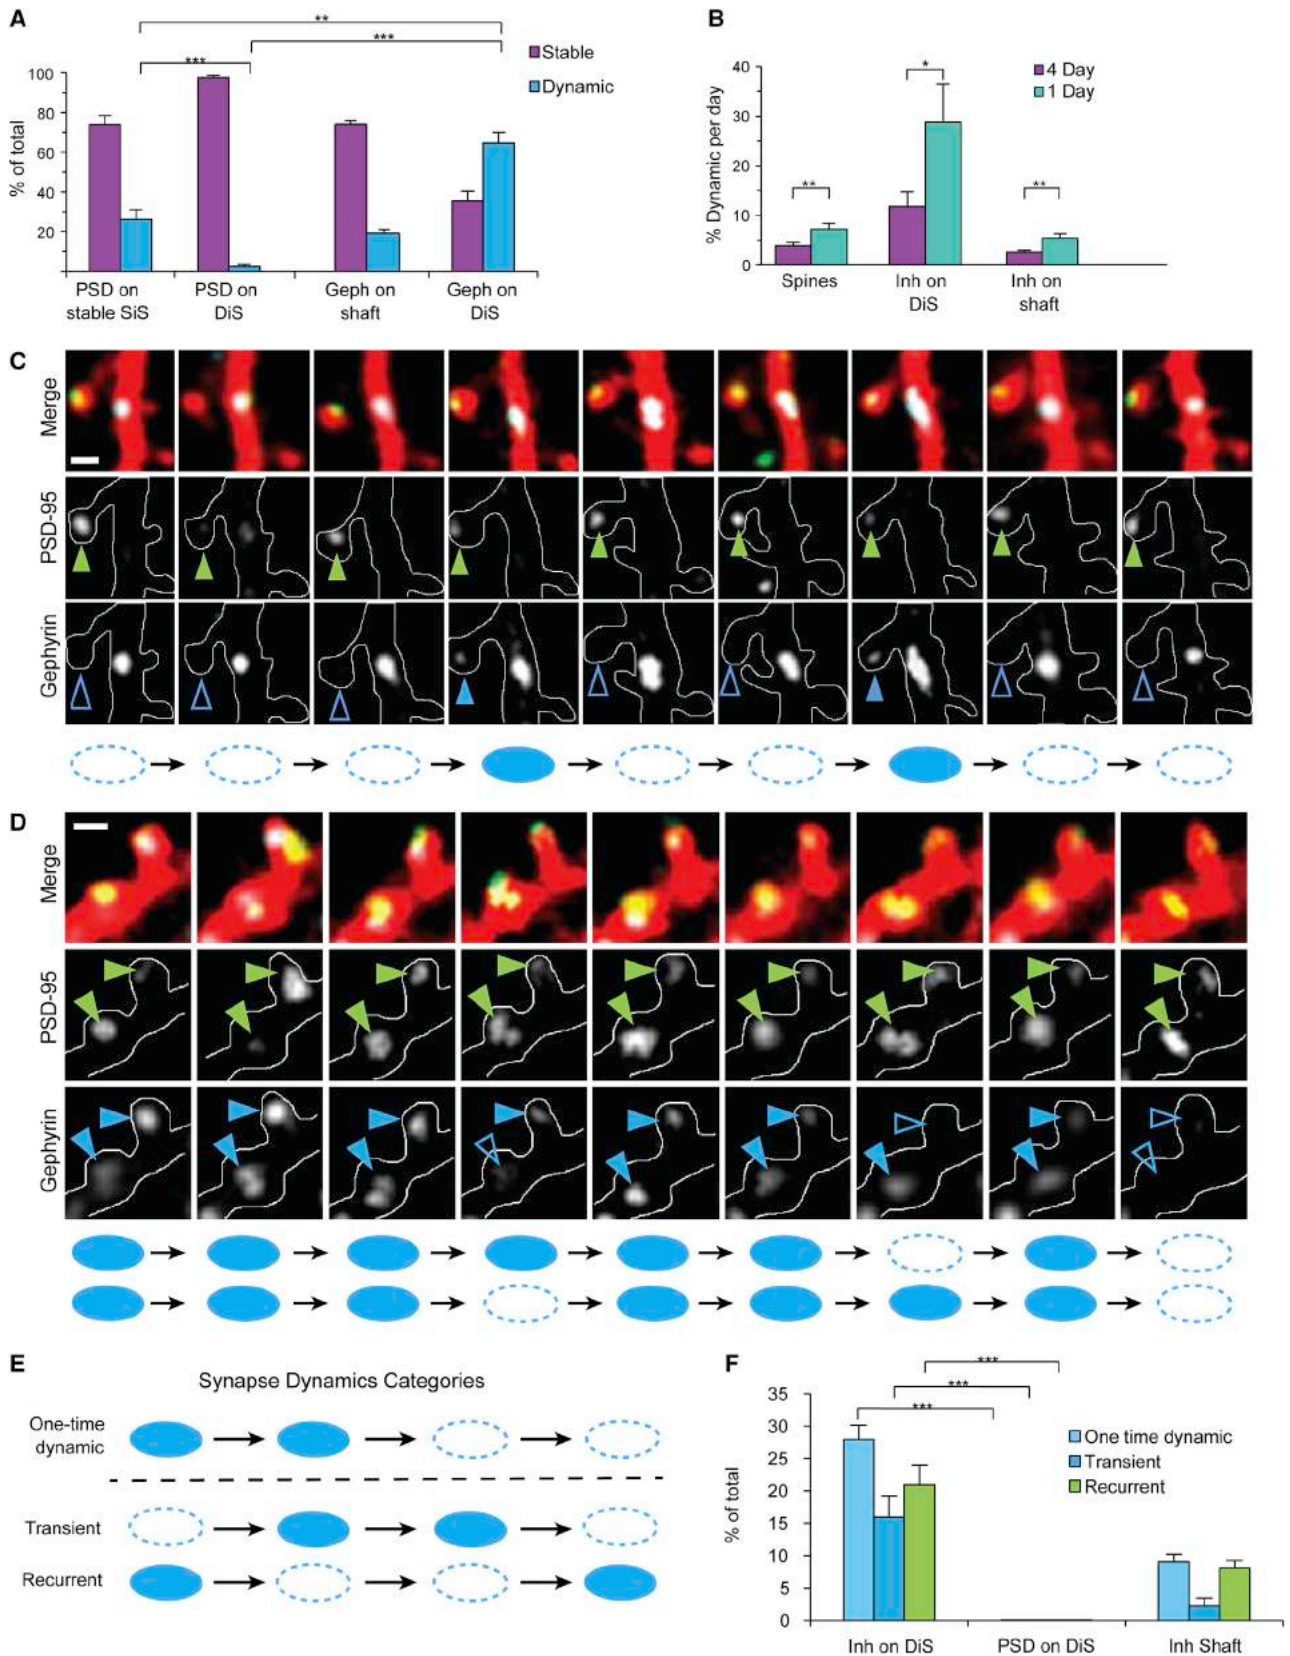 A
**
***
***
Stable
Dynamic
% of total
100
80
60
40
20
PSD on
stable SiS
PSD on
DiS
Geph on
shaft
Geph on
DiS
B
% Dynamic per day
40
30
20
10
0
**
*
**
4 Day
1 Day
Spines
Inh on
DiS
Inh on
shaft
C
Merge
PSD-95
Gephyrin
D
Merge
PSD-95
Gephyrin
E
Synapse Dynamics Categories
One-time
dynamic
Transient
Recurrent
F
***
***
***
% of total
35
30
25
20
15
10
5
0
One time dynamic
Transient
Recurrent
Inh on DiS
PSD on DiS
Inh Shaft